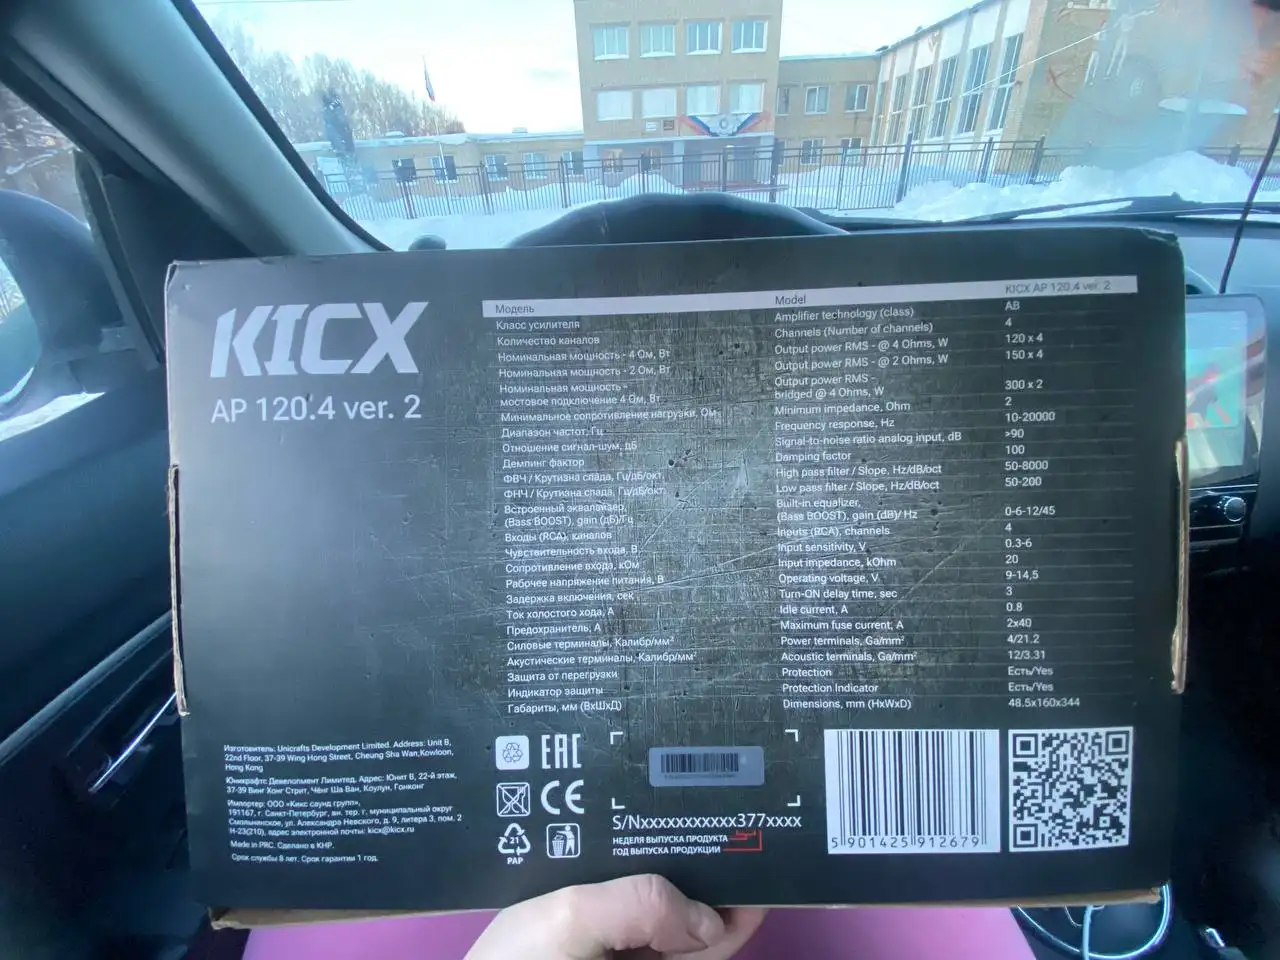 KICX
AP 120.4 ver. 2
Модель Model KICX AP 120.4 ver. 2
Класс усилителя Amplifier technology (class) AB
Количество каналов Channels (Number of channels) 4
Номинальная мощность - 4 Ом, Вт Output power RMS - @ 4 Ohms, W 120 x 4
Номинальная мощность - 2 Ом, Вт Output power RMS - @ 2 Ohms, W 150 x 4
Номинальная мощность - Output power RMS -
мостовое подключение 4 Ом, Вт bridged @ 4 Ohms, W 300 x 2
Минимальное сопротивление нагрузки, Ом Minimum impedance, Ohm 2
Диапазон частот, Гц Frequency response, Hz 10-20000
Отношение сигнал-шум, дБ Signal-to-noise ratio analog input, dB >90
Демпинг фактор Damping factor 100
ФВЧ / Крутизна спада, Гц/дБ/окт. High pass filter / Slope, Hz/dB/oct 50-8000
ФНЧ / Крутизна спада, Гц/дБ/окт. Low pass filter / Slope, Hz/dB/oct 50-200
Встроенный эквалайзер, Built-in equalizer,
(Bass BOOST), gain (дБ)/Гц (Bass BOOST), gain (dB)/ Hz 0-6-12/45
Входы (RCA), каналов Inputs (RCA), channels 4
Чувствительность входа, В Input sensitivity, V 0.3-6
Сопротивление входа, кОм Input impedance, kOhm 20
Рабочее напряжение питания, В Operating voltage, V 9-14,5
Задержка включения, сек Turn-ON delay time, sec 3
Ток холостого хода, А Idle current, A 0.8
Предохранитель, А Maximum fuse current, A 2x40
Силовые терминалы, Калибр/мм² Power terminals, Ga/mm² 4/21.2
Акустические терминалы, Калибр/мм² Acoustic terminals, Ga/mm² 12/3.31
Защита от перегрузки Protection Есть/Yes
Индикатор защиты Protection Indicator Есть/Yes
Габариты, мм (ВхШхД) Dimensions, mm (HxWxD) 48.5x160x344
Изготовитель: Unicrafts Development Limited. Address: Unit B,
22nd Floor, 37-39 Wing Hong Street, Cheung Sha Wan,Kowloon,
Hong Kong
Юникрафтс Девелопмент Лимитед. Адрес: Юнит В, 22-й этаж,
37-39 Винг Хонг Стрит, Чёнг Ша Ван, Коулун, Гонконг
Импортер: ООО «Кикс саунд групп»,
191167, г. Санкт-Петербург, вн. тер. г. муниципальный округ
Смольнинское, ул. Александра Невского, д. 9, литера 3, пом. 2
Н-23(210), адрес электронной почты: kicx@kicx.ru
Made in PRC. Сделано в КНР.
Срок службы 8 лет. Срок гарантии 1 год.
EAC
CE
21
PAP
S/Nxxxxxxxxxxx377xxxx
НЕДЕЛЯ ВЫПУСКА ПРОДУКТА
ГОД ВЫПУСКА ПРОДУКЦИИ
5 901425 912679